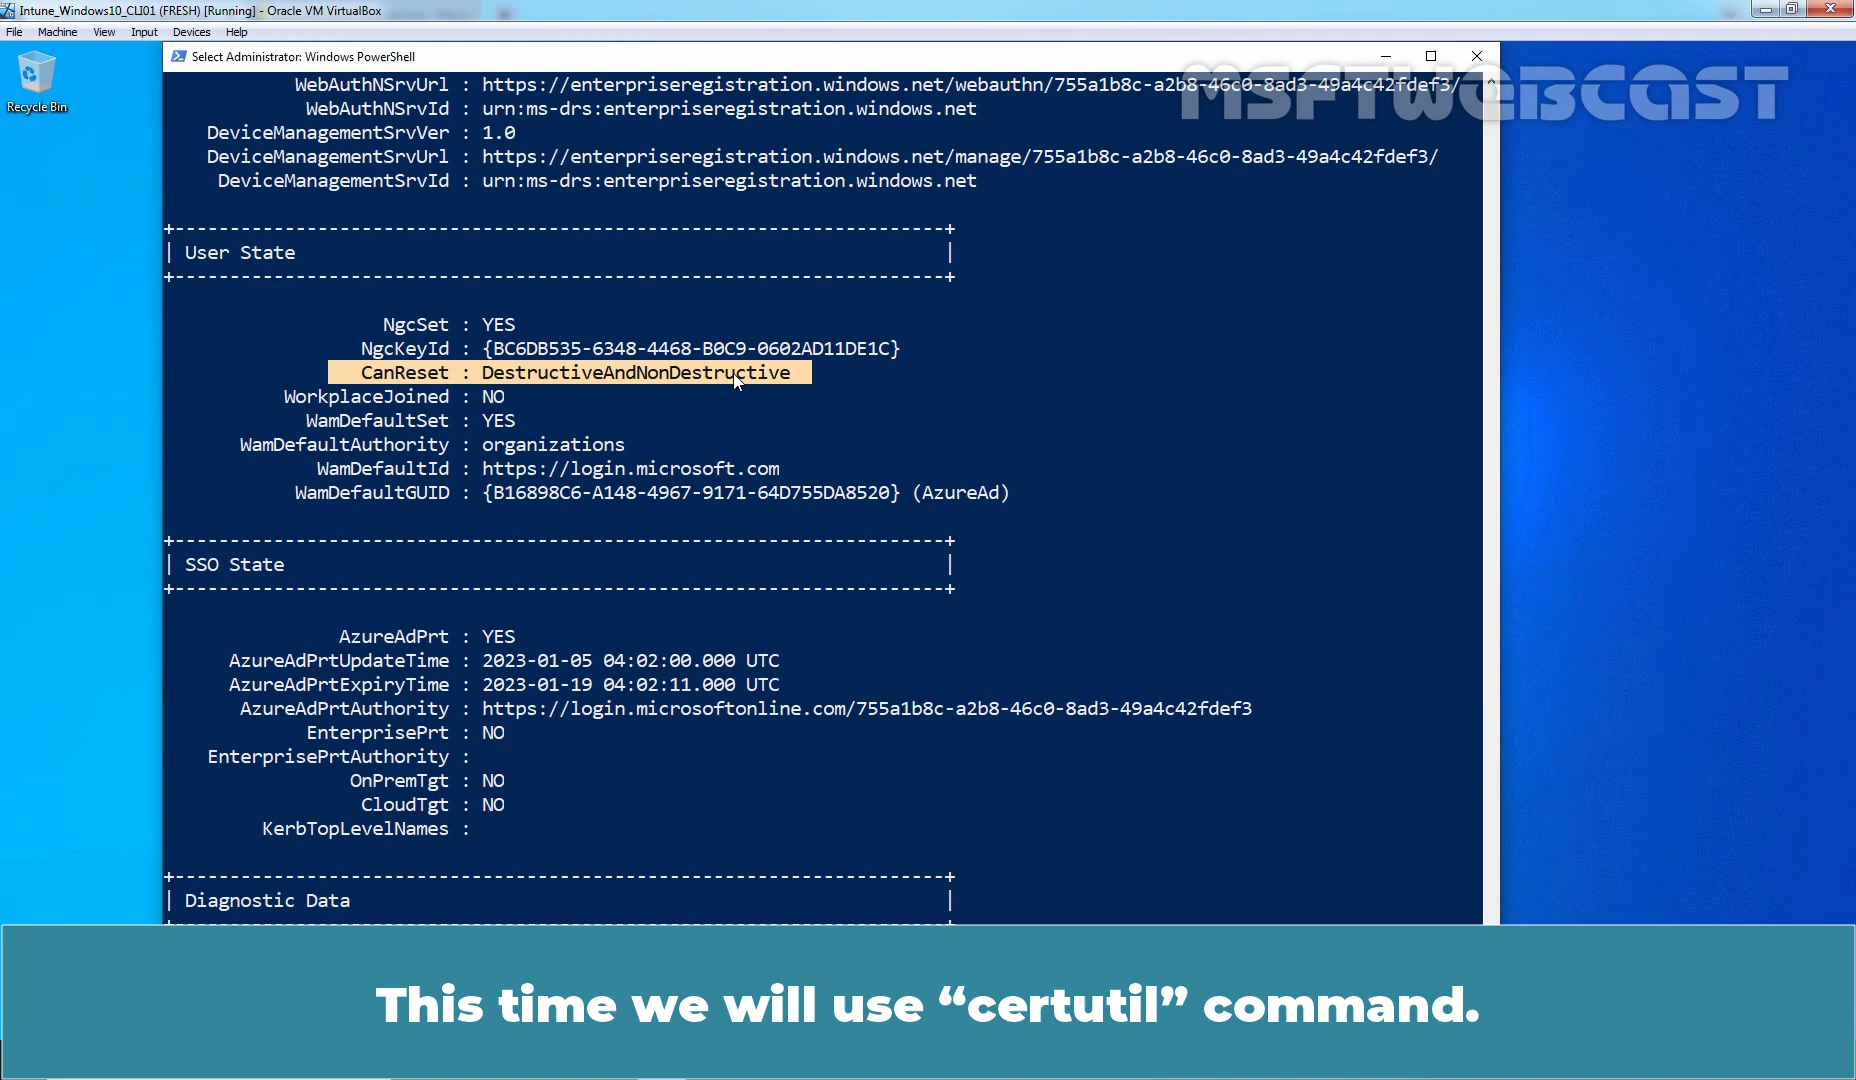 Intune_Windows10_CLI01 (FRESH) [Running] - Oracle VM VirtualBox
File Machine View Input Devices Help
Recycle Bin
Select Administrator: Windows PowerShell
MSFTWEBCAST
WebAuthNSrvUrl : https://enterpriseregistration.windows.net/webauthn/755a1b8c-a2b8-46c0-8ad3-49a4c42fdef3/
WebAuthNSrvId : urn:ms-drs:enterpriseregistration.windows.net
DeviceManagementSrvVer : 1.0
DeviceManagementSrvUrl : https://enterpriseregistration.windows.net/manage/755a1b8c-a2b8-46c0-8ad3-49a4c42fdef3/
DeviceManagementSrvId : urn:ms-drs:enterpriseregistration.windows.net
+----------------------------------------------------------------------+
| User State |
+----------------------------------------------------------------------+
NgcSet : YES
NgcKeyId : {BC6DB535-6348-4468-B0C9-0602AD11DE1C}
CanReset : DestructiveAndNonDestructive
WorkplaceJoined : NO
WamDefaultSet : YES
WamDefaultAuthority : organizations
WamDefaultId : https://login.microsoft.com
WamDefaultGUID : {B16898C6-A148-4967-9171-64D755DA8520} (AzureAd)
+----------------------------------------------------------------------+
| SSO State |
+----------------------------------------------------------------------+
AzureAdPrt : YES
AzureAdPrtUpdateTime : 2023-01-05 04:02:00.000 UTC
AzureAdPrtExpiryTime : 2023-01-19 04:02:11.000 UTC
AzureAdPrtAuthority : https://login.microsoftonline.com/755a1b8c-a2b8-46c0-8ad3-49a4c42fdef3
EnterprisePrt : NO
EnterprisePrtAuthority :
OnPremTgt : NO
CloudTgt : NO
KerbTopLevelNames :
+----------------------------------------------------------------------+
| Diagnostic Data |
This time we will use “certutil” command.